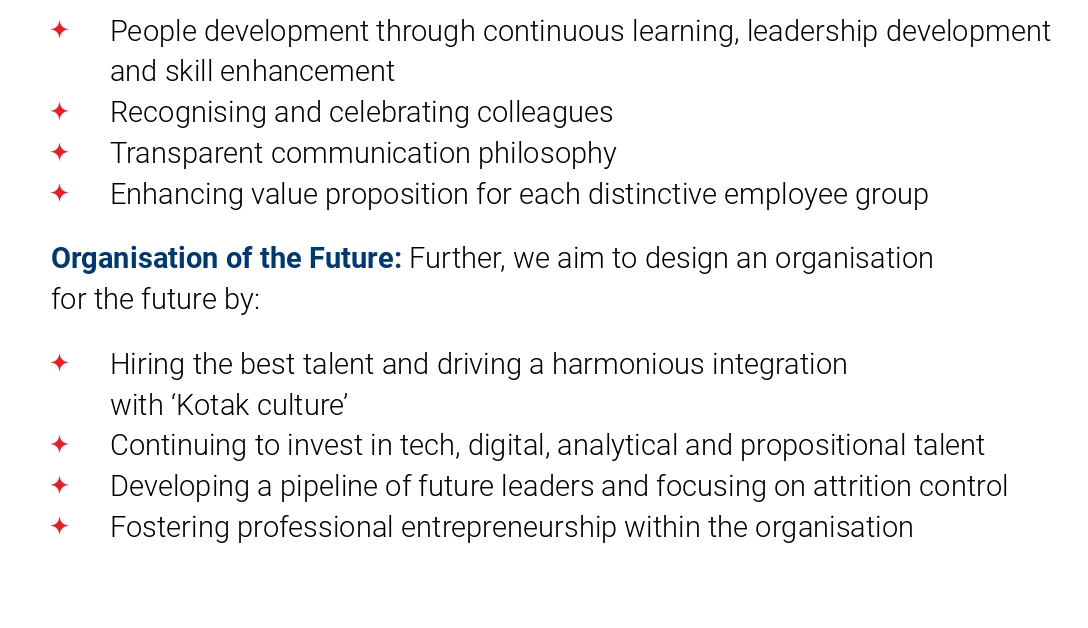 ✦ People development through continuous learning, leadership development
and skill enhancement
✦ Recognising and celebrating colleagues
✦ Transparent communication philosophy
✦ Enhancing value proposition for each distinctive employee group
Organisation of the Future: Further, we aim to design an organisation
for the future by:
✦ Hiring the best talent and driving a harmonious integration
with ‘Kotak culture’
✦ Continuing to invest in tech, digital, analytical and propositional talent
✦ Developing a pipeline of future leaders and focusing on attrition control
✦ Fostering professional entrepreneurship within the organisation